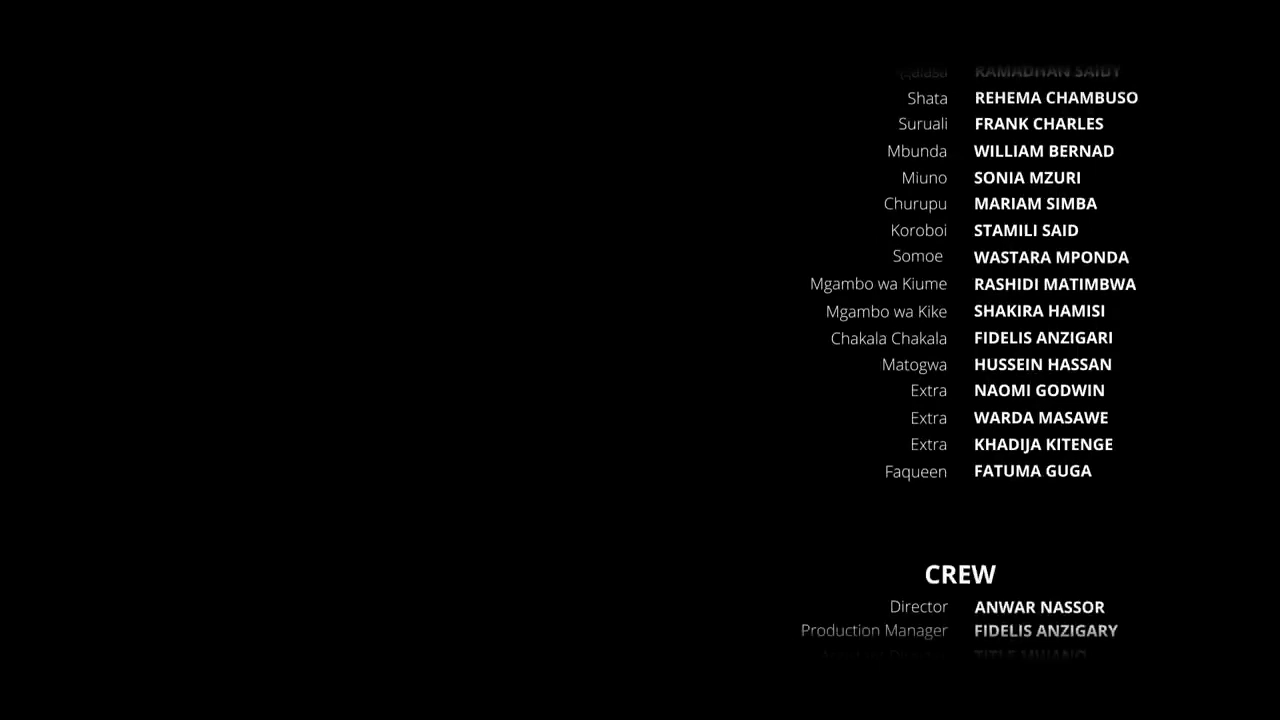 RAMADHAN SAIDY
Shata REHEMA CHAMBUSO
Suruali FRANK CHARLES
Mbunda WILLIAM BERNAD
Miuno SONIA MZURI
Churupu MARIAM SIMBA
Koroboi STAMILI SAID
Somoe WASTARA MPONDA
Mgambo wa Kiume RASHIDI MATIMBWA
Mgambo wa Kike SHAKIRA HAMISI
Chakala Chakala FIDELIS ANZIGARI
Matogwa HUSSEIN HASSAN
Extra NAOMI GODWIN
Extra WARDA MASAWE
Extra KHADIJA KITENGE
Faqueen FATUMA GUGA
CREW
Director ANWAR NASSOR
Production Manager FIDELIS ANZIGARY